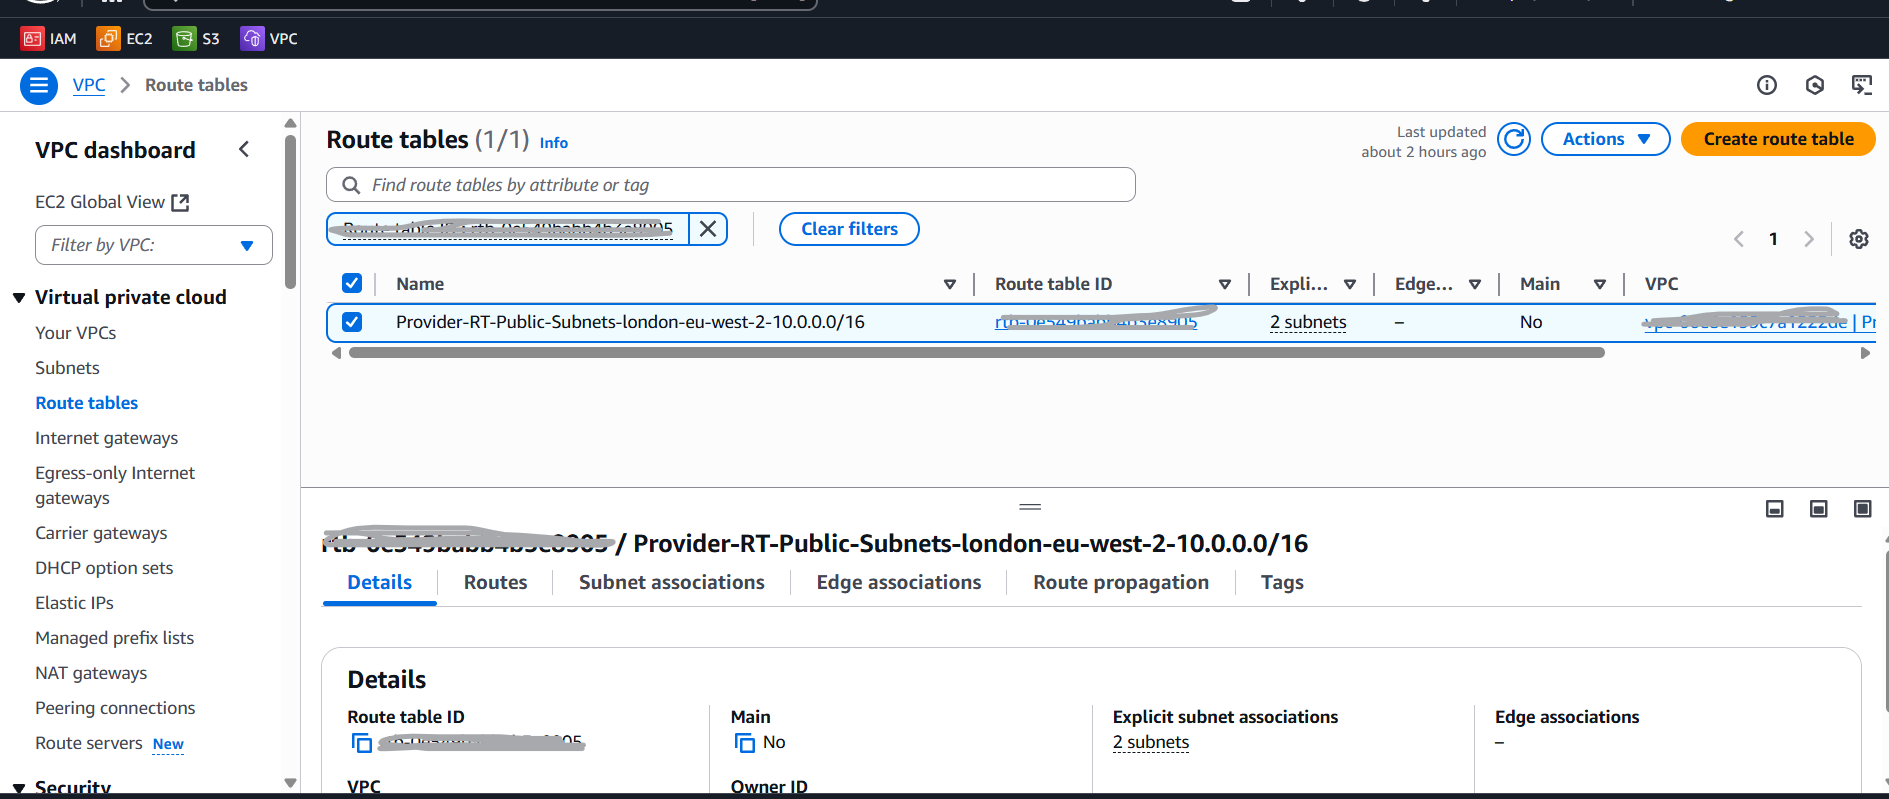 IAM EC2 S3 VPC
VPC > Route tables
VPC dashboard
EC2 Global View
Filter by VPC:
Virtual private cloud
Your VPCs
Subnets
Route tables
Internet gateways
Egress-only Internet
gateways
Carrier gateways
DHCP option sets
Elastic IPs
Managed prefix lists
NAT gateways
Peering connections
Route servers New
Security
Route tables (1/1) Info
Last updated
about 2 hours ago
Actions
Create route table
Find route tables by attribute or tag
Clear filters
1
Name Route table ID Expli... Edge... Main VPC
Provider-RT-Public-Subnets-london-eu-west-2-10.0.0.0/16 2 subnets – No | Pr
/ Provider-RT-Public-Subnets-london-eu-west-2-10.0.0.0/16
Details Routes Subnet associations Edge associations Route propagation Tags
Details
Route table ID Main Explicit subnet associations Edge associations
No 2 subnets –
VPC Owner ID